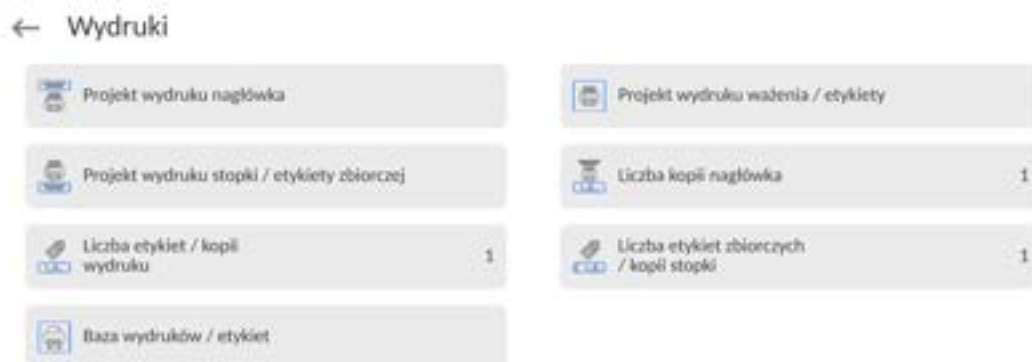 ← Wydruki
Projekt wydruku nagłówka
Projekt wydruku ważenia / etykiety
Projekt wydruku stopki / etykiety zbiorczej
Liczba kopii nagłówka 1
Liczba etykiet / kopii
wydruku 1
Liczba etykiet zbiorczych
/ kopii stopki 1
Baza wydruków / etykiet